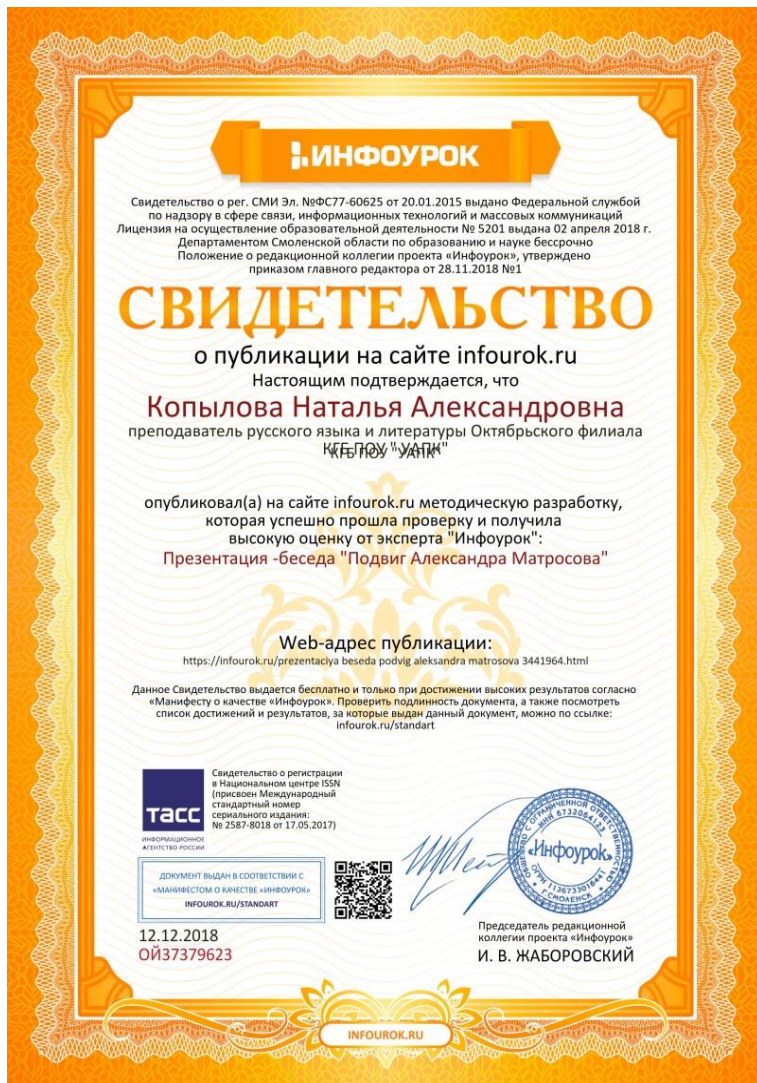 ИНФОУРОК
Свидетельство о рег. СМИ Эл. №ФС77-60625 от 20.01.2015 выдано Федеральной службой
по надзору в сфере связи, информационных технологий и массовых коммуникаций
Лицензия на осуществление образовательной деятельности № 5201 выдана 02 апреля 2018 г.
Департаментом Смоленской области по образованию и науке бессрочно
Положение о редакционной коллегии проекта «Инфоурок», утверждено
приказом главного редактора от 28.11.2018 №1
СВИДЕТЕЛЬСТВО
о публикации на сайте infourok.ru
Настоящим подтверждается, что
Копылова Наталья Александровна
преподаватель русского языка и литературы Октябрьского филиала
КГБ ПОУ "УАПК"
опубликовал(а) на сайте infourok.ru методическую разработку,
которая успешно прошла проверку и получила
высокую оценку от эксперта "Инфоурок":
Презентация -беседа "Подвиг Александра Матросова"
Web-адрес публикации:
https://infourok.ru/prezentaciya beseda podvig aleksandra matrosova 3441964.html
Данное Свидетельство выдается бесплатно и только при достижении высоких результатов согласно
«Манифесту о качестве «Инфоурок». Проверить подлинность документа, а также посмотреть
список достижений и результатов, за которые выдан данный документ, можно по ссылке:
infourok.ru/standart
тасс
ИНФОРМАЦИОННОЕ
АГЕНТСТВО РОССИИ
Свидетельство о регистрации
в Национальном центре ISSN
(присвоен Международный
стандартный номер
сериального издания:
№ 2587-8018 от 17.05.2017)
ДОКУМЕНТ ВЫДАН В СООТВЕТСТВИИ С
«МАНИФЕСТОМ О КАЧЕСТВЕ «ИНФОУРОК»
INFOUROK.RU/STANDART
12.12.2018
ОЙ37379623
ОБЩЕСТВО С ОГРАНИЧЕННОЙ ОТВЕТСТВЕННОСТЬЮ
ИНН 6732064123
«Инфоурок»
ОГРН 1136733016441
г.СМОЛЕНСК
Председатель редакционной
коллегии проекта «Инфоурок»
И. В. ЖАБОРОВСКИЙ
INFOUROK.RU